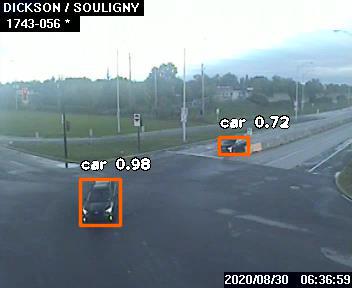 DICKSON / SOULIGNY
1743-056 *
car 0.72
car 0.98
2020/08/30 06:36:59